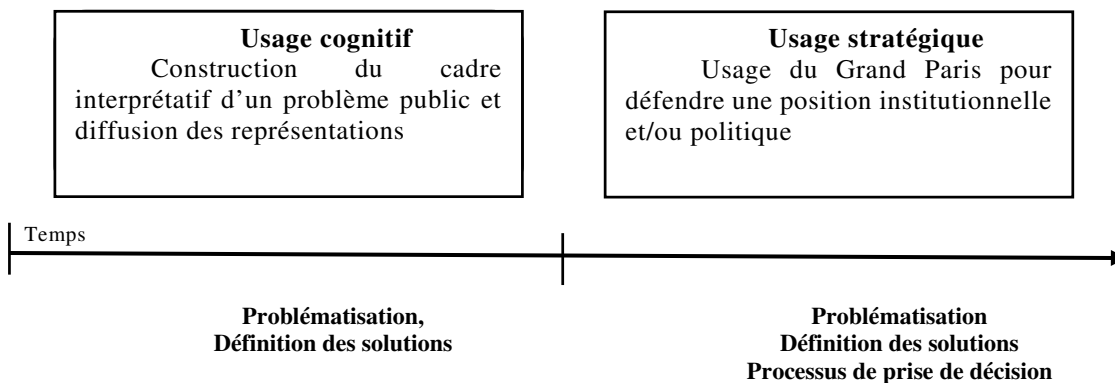 Usage cognitif
Construction du cadre
interprétatif d'un problème public et
diffusion des représentations
Usage stratégique
Usage du Grand Paris pour
défendre une position institutionnelle
et/ou politique
Temps
Problématisation,
Définition des solutions
Problématisation
Définition des solutions
Processus de prise de décision